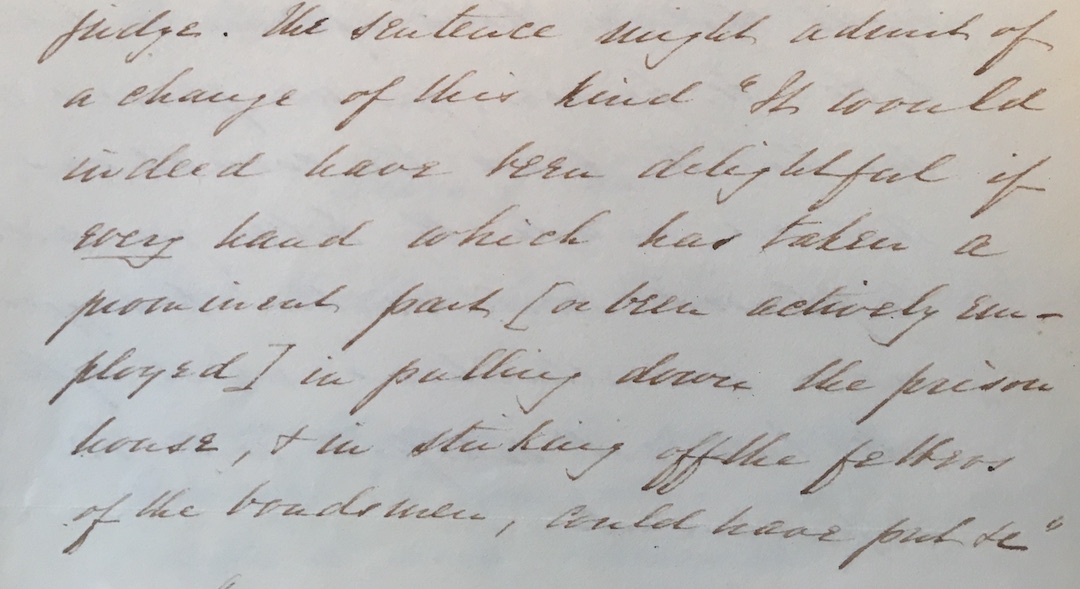 judge. The sentence might admit of
a change of this kind "It would
indeed have been delightful if
every hand which has taken a
prominent part [or been actively em-
ployed] in pulling down the prison
house, & in striking off the fetters
of the bondsmen, could have put &c"